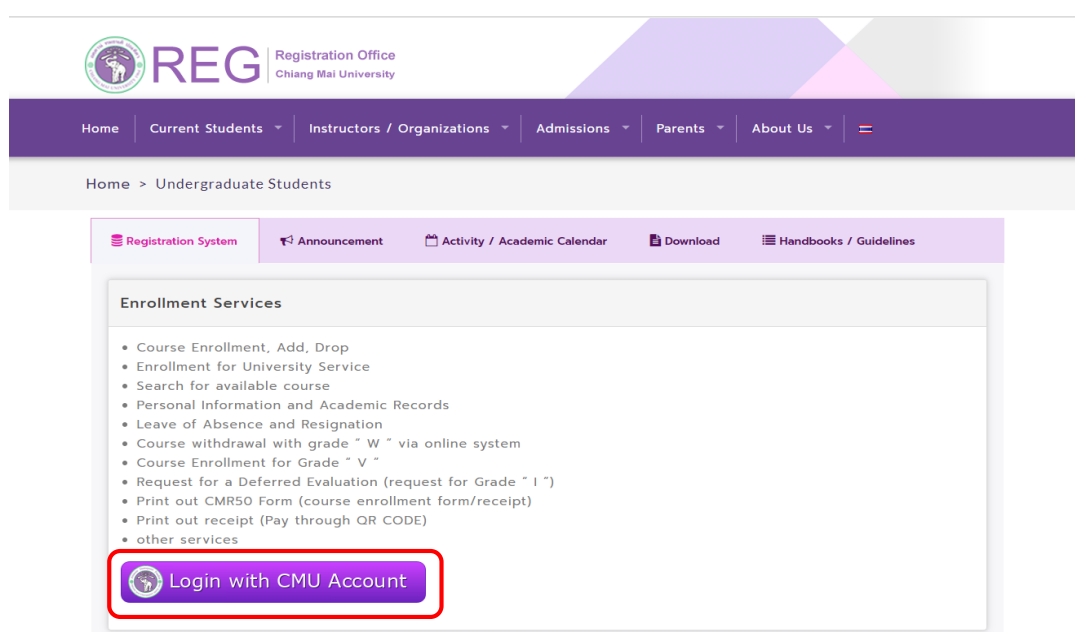 REG
Registration Office
Chiang Mai University
Home Current Students Instructors / Organizations Admissions Parents About Us
Home > Undergraduate Students
Registration System Announcement Activity / Academic Calendar Download Handbooks / Guidelines
Enrollment Services
• Course Enrollment, Add, Drop
• Enrollment for University Service
• Search for available course
• Personal Information and Academic Records
• Leave of Absence and Resignation
• Course withdrawal with grade " W " via online system
• Course Enrollment for Grade " V "
• Request for a Deferred Evaluation (request for Grade " I ")
• Print out CMR50 Form (course enrollment form/receipt)
• Print out receipt (Pay through QR CODE)
• other services
Login with CMU Account